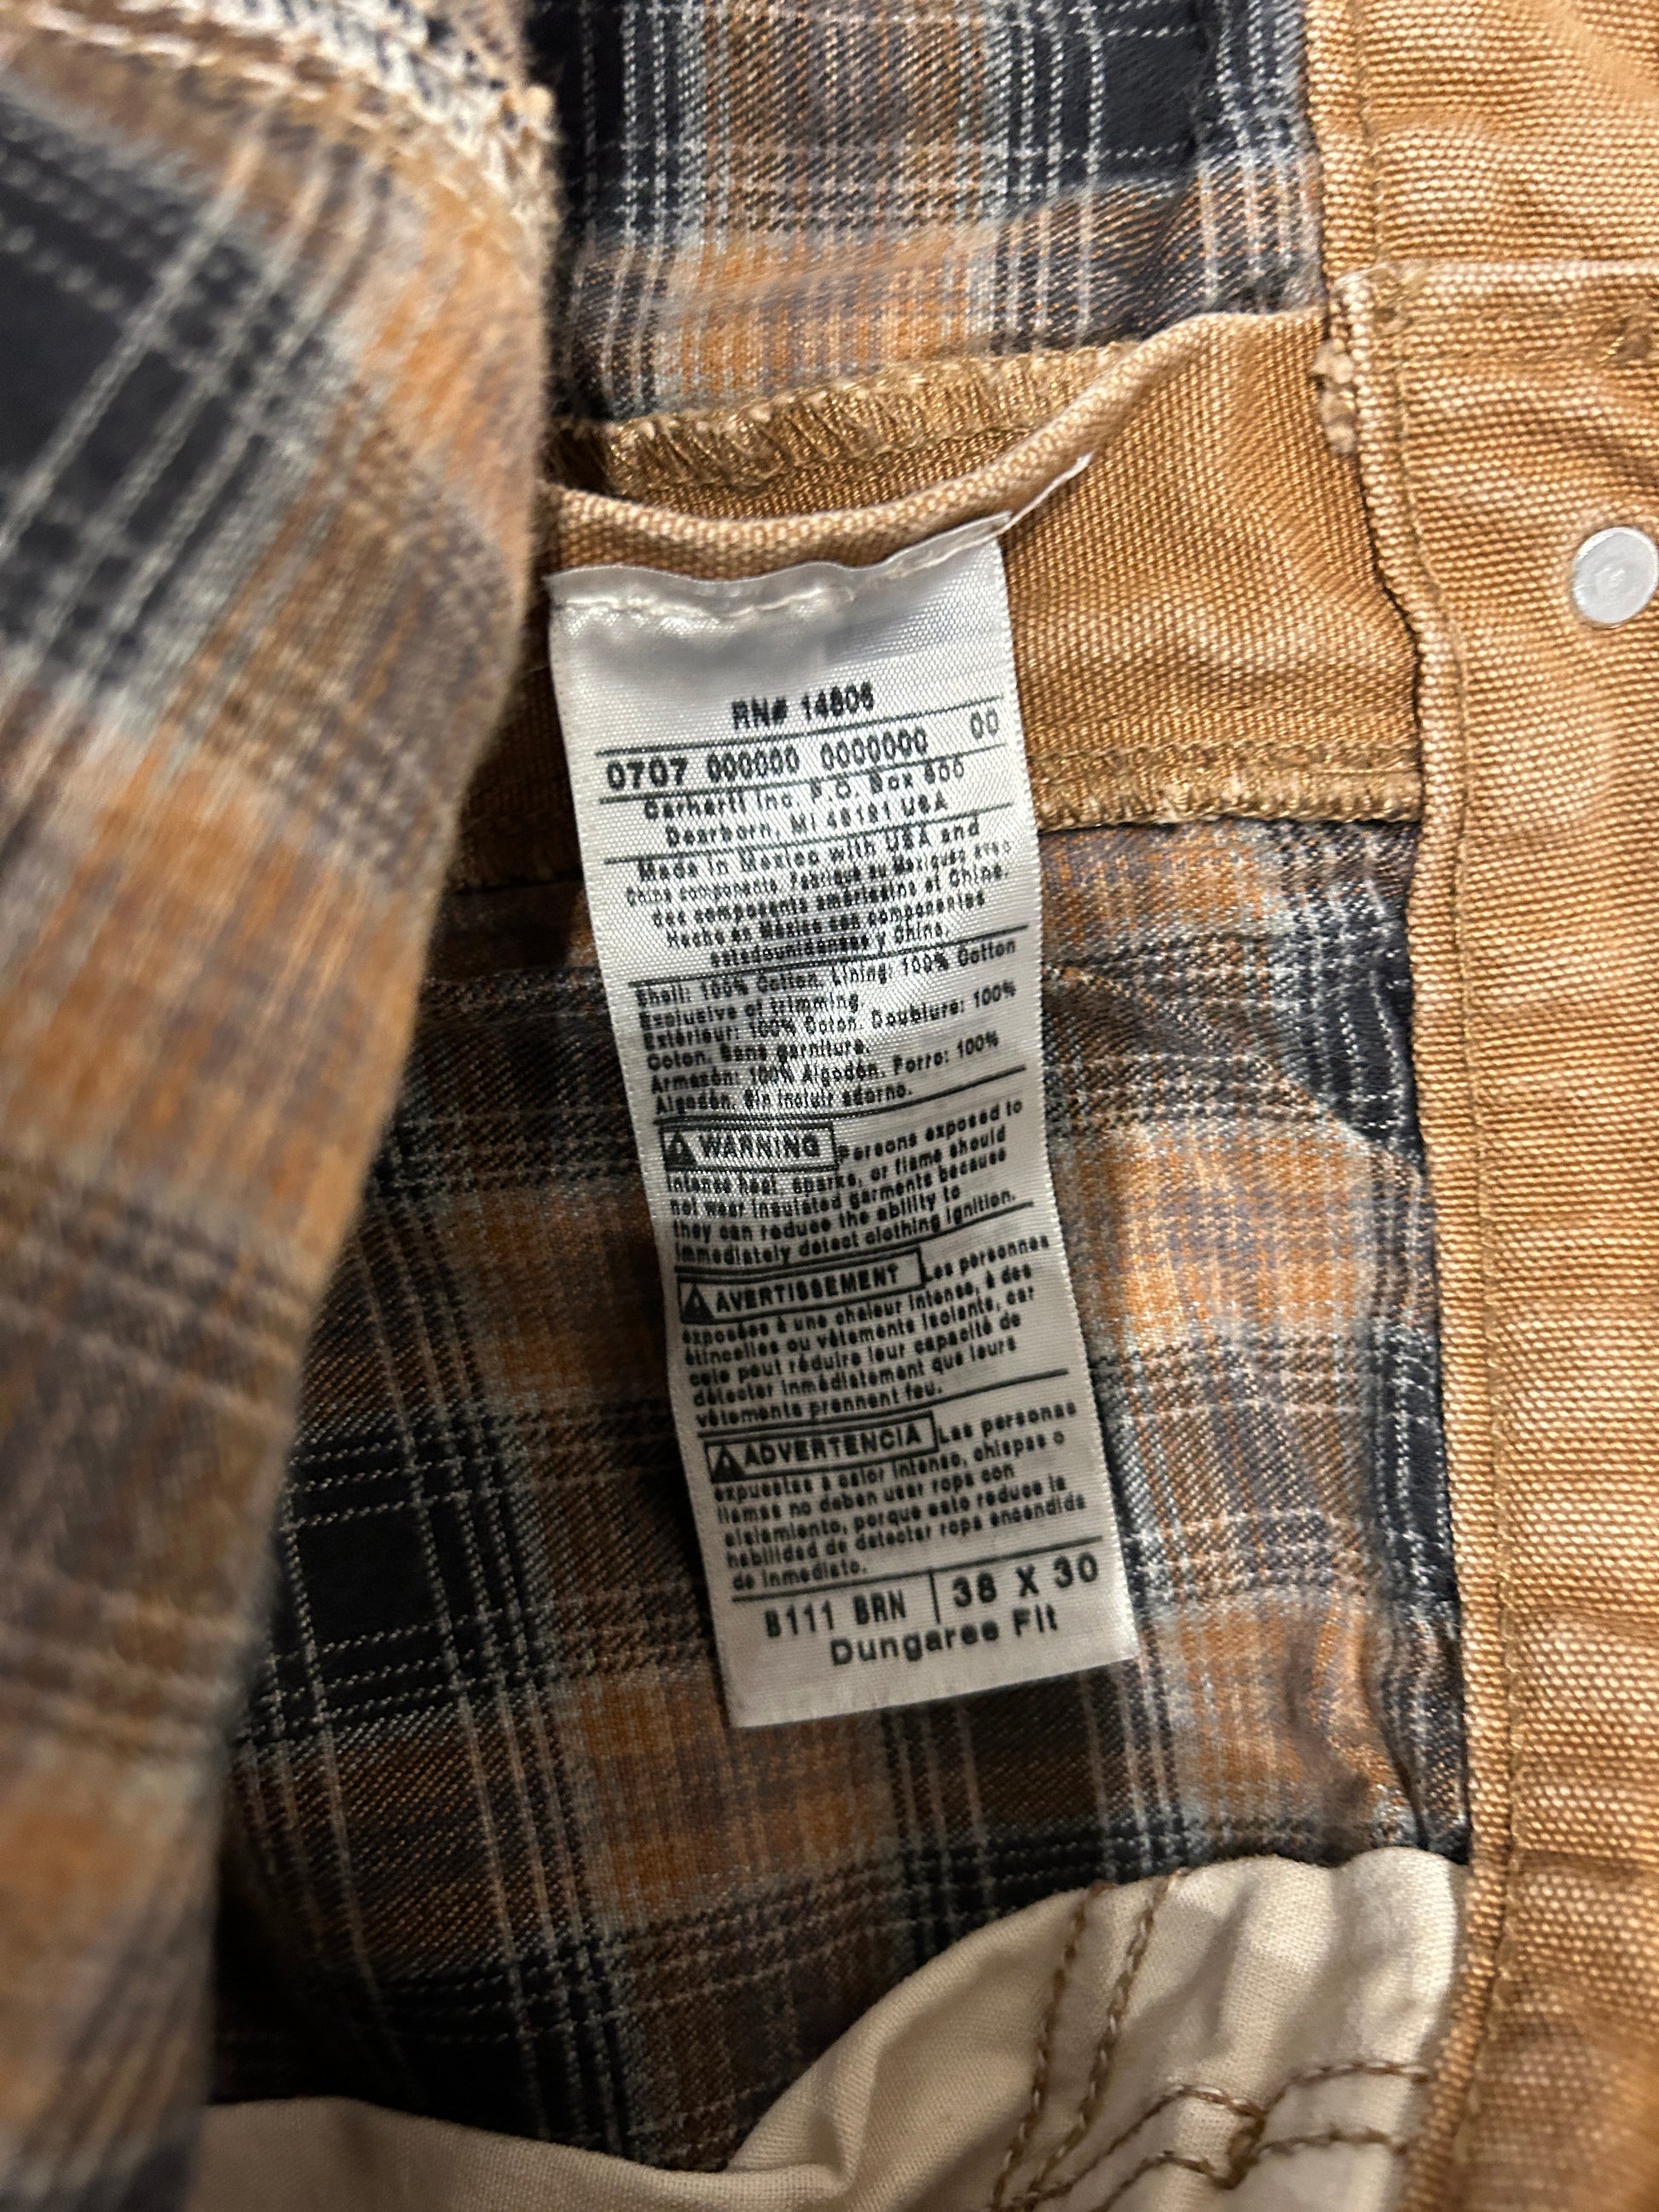 RN# 14806
0707 000000 0000000 00
Carhartt Inc. P.O. Box 600
Dearborn, MI 48121 USA
Made in Mexico with USA and
China components. Fabriqué au Mexique avec
des composants américains et Chine.
Hecho en México con componentes
estadounidenses y China.
Shell: 100% Cotton. Lining: 100% Cotton
Exclusive of trimming.
Extérieur: 100% Coton. Doublure: 100%
Coton. Sans garniture.
Armazón: 100% Algodón. Forro: 100%
Algodón. Sin incluir adorno.
WARNING Persons exposed to
intense heat, sparks, or flame should
not wear insulated garments because
they can reduce the ability to
immediately detect clothing ignition.
AVERTISSEMENT Les personnes
exposées à une chaleur intense, à des
étincelles ou vêtements isolants, car
cela peut réduire leur capacité de
détecter immédiatement que leurs
vêtements prennent feu.
ADVERTENCIA Las personas
expuestas a calor intenso, chispas o
llamas no deben usar ropa con
aislamiento, porque esto reduce la
habilidad de detectar ropa encendida
de inmediato.
B111 BRN 38 X 30
Dungaree Fit